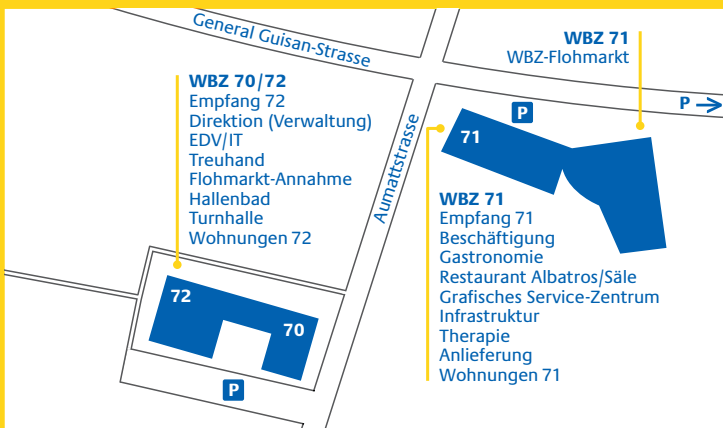 General Guisan-Strasse
WBZ 71
WBZ-Flohmarkt
WBZ 70/72
Empfang 72
Direktion (Verwaltung)
EDV/IT
Treuhand
Flohmarkt-Annahme
Hallenbad
Turnhalle
Wohnungen 72
Aumattstrasse
P
P →
71
WBZ 71
Empfang 71
Beschäftigung
Gastronomie
Restaurant Albatros/Säle
Grafisches Service-Zentrum
Infrastruktur
Therapie
Anlieferung
Wohnungen 71
72
70
P